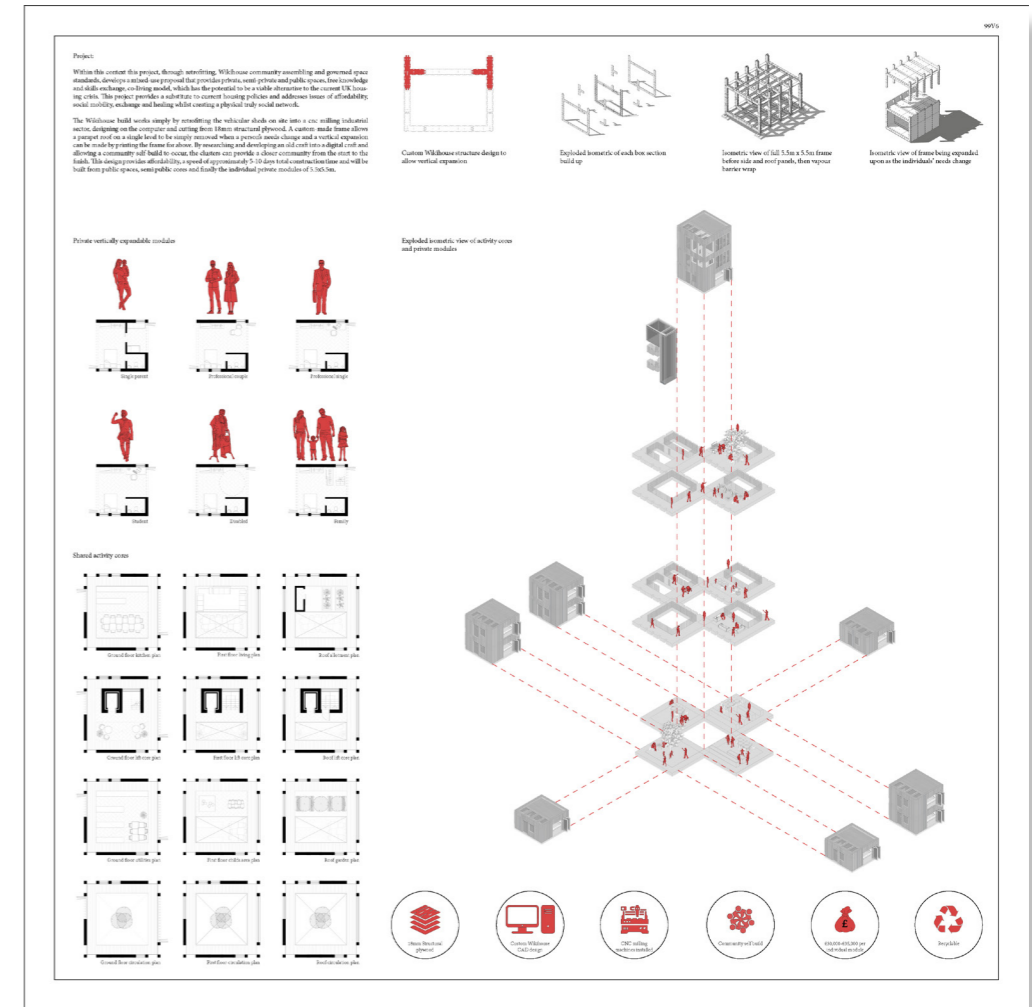 Project:
Within this context this project, through retrofitting, Wikihouse community assembling and governed space
standards, develops a mixed-use proposal that provides private, semi-private and public spaces, free knowledge
and skills exchange, co-living model, which has the potential to be a viable alternative to the current UK hous-
ing crisis. This project provides a substitute to current housing policies and addresses issues of affordability,
social mobility, exchange and healing whilst creating a physical truly social network.
The Wikihouse build works simply by retrofitting the vehicular sheds on site into a cnc milling industrial
sector, designing on the computer and cutting from 18mm structural plywood. A custom-made frame allows
a parapet roof on a single level to be simply removed when a person's needs change and a vertical expansion
can be made by printing the frame for above. By researching and developing an old craft into a digital craft and
allowing a community self-build to occur, the clusters can provide a closer community from the start to the
finish. This design provides affordability, a speed of approximately 5-10 days total construction time and will be
built from public spaces, semi public cores and finally the individual private modules of 5.5x5.5m.
Custom Wikihouse structure design to
allow vertical expansion
Exploded isometric of each box section
build up
Isometric view of full 5.5m x 5.5m frame
before side and roof panels, then vapour
barrier wrap
Isometric view of frame being expanded
upon as the individuals' needs change
Private vertically expandable modules
Exploded isometric view of activity cores
and private modules
Single parent
Professional couple
Professional single
Student
Disabled
Family
Shared activity cores
Ground floor kitchen plan
First floor living plan
Ground floor lift core plan
First floor lift core plan
Roof lift core plan
Ground floor utilities plan
First floor skills core plan
Roof garden plan
Ground floor circulation plan
First floor circulation plan
Roof circulation plan
18mm Structural
plywood
Custom Wikihouse
CAD design
CNC milling
machines installed
Community self build
£
individual module
Recyclable